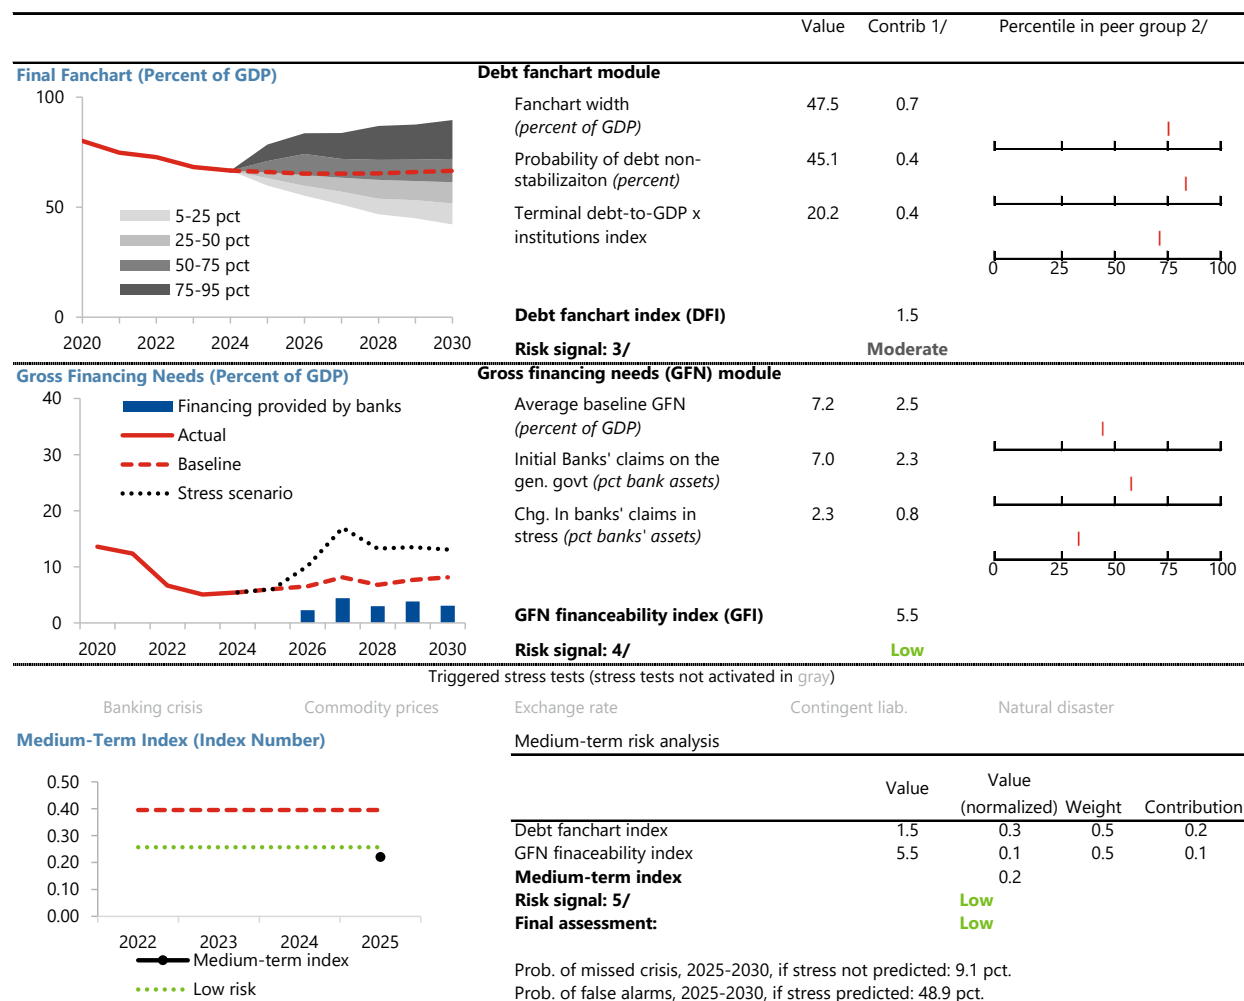 Value Contrib 1/ Percentile in peer group 2/
Final Fanchart (Percent of GDP)
100
50
0
5-25 pct
25-50 pct
50-75 pct
75-95 pct
2020 2022 2024 2026 2028 2030
Debt fanchart module
Fanchart width 47.5 0.7
(percent of GDP)
Probability of debt non- 45.1 0.4
stabilizaiton (percent)
Terminal debt-to-GDP x 20.2 0.4
institutions index
0 25 50 75 100
Debt fanchart index (DFI) 1.5
Risk signal: 3/ Moderate
Gross Financing Needs (Percent of GDP)
40
30
20
10
0
Financing provided by banks
Actual
Baseline
Stress scenario
2020 2022 2024 2026 2028 2030
Gross financing needs (GFN) module
Average baseline GFN 7.2 2.5
(percent of GDP)
Initial Banks' claims on the 7.0 2.3
gen. govt (pct bank assets)
Chg. In banks' claims in 2.3 0.8
stress (pct banks' assets)
0 25 50 75 100
GFN financeability index (GFI) 5.5
Risk signal: 4/ Low
Triggered stress tests (stress tests not activated in gray)
Banking crisis Commodity prices Exchange rate Contingent liab. Natural disaster
Medium-Term Index (Index Number)
0.50
0.40
0.30
0.20
0.10
0.00
2022 2023 2024 2025
Medium-term index
Low risk
Medium-term risk analysis
Value Value
(normalized) Weight Contribution
Debt fanchart index 1.5 0.3 0.5 0.2
GFN finaceability index 5.5 0.1 0.5 0.1
Medium-term index 0.2
Risk signal: 5/ Low
Final assessment: Low
Prob. of missed crisis, 2025-2030, if stress not predicted: 9.1 pct.
Prob. of false alarms, 2025-2030, if stress predicted: 48.9 pct.